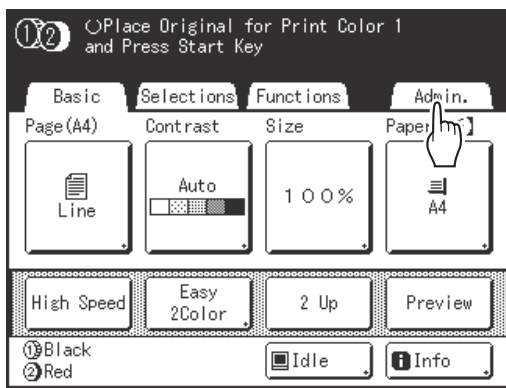 ①② ○Place Original for Print Color 1
and Press Start Key
Basic Selections Functions Admin.
Page(A4) Contrast Size Paper
Line Auto 100% A4
High Speed Easy 2Color 2 Up Preview
①Black
②Red
Idle Info